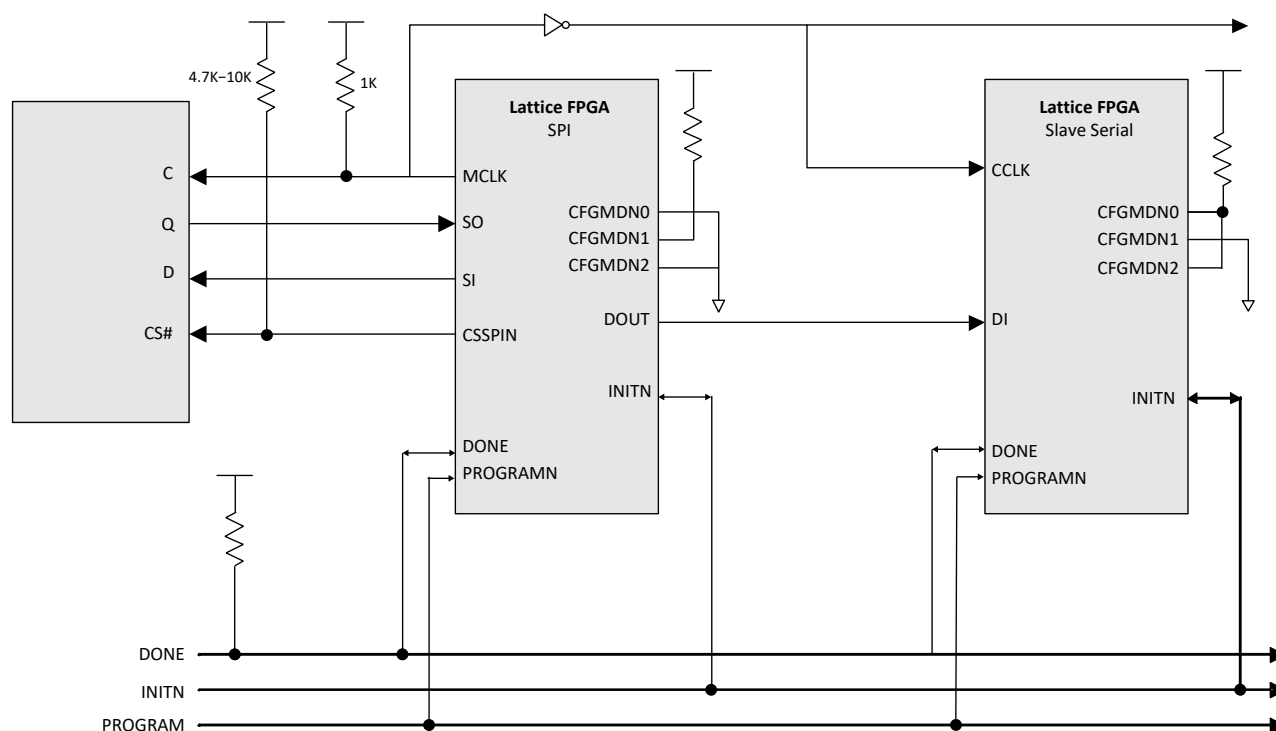 4.7K–10K
1K
C
Q
D
CS#
Lattice FPGA
SPI
MCLK
SO
SI
CSSPIN
CFGMDN0
CFGMDN1
CFGMDN2
DOUT
INITN
DONE
PROGRAMN
Lattice FPGA
Slave Serial
CCLK
CFGMDN0
CFGMDN1
CFGMDN2
DI
INITN
DONE
PROGRAMN
DONE
INITN
PROGRAM